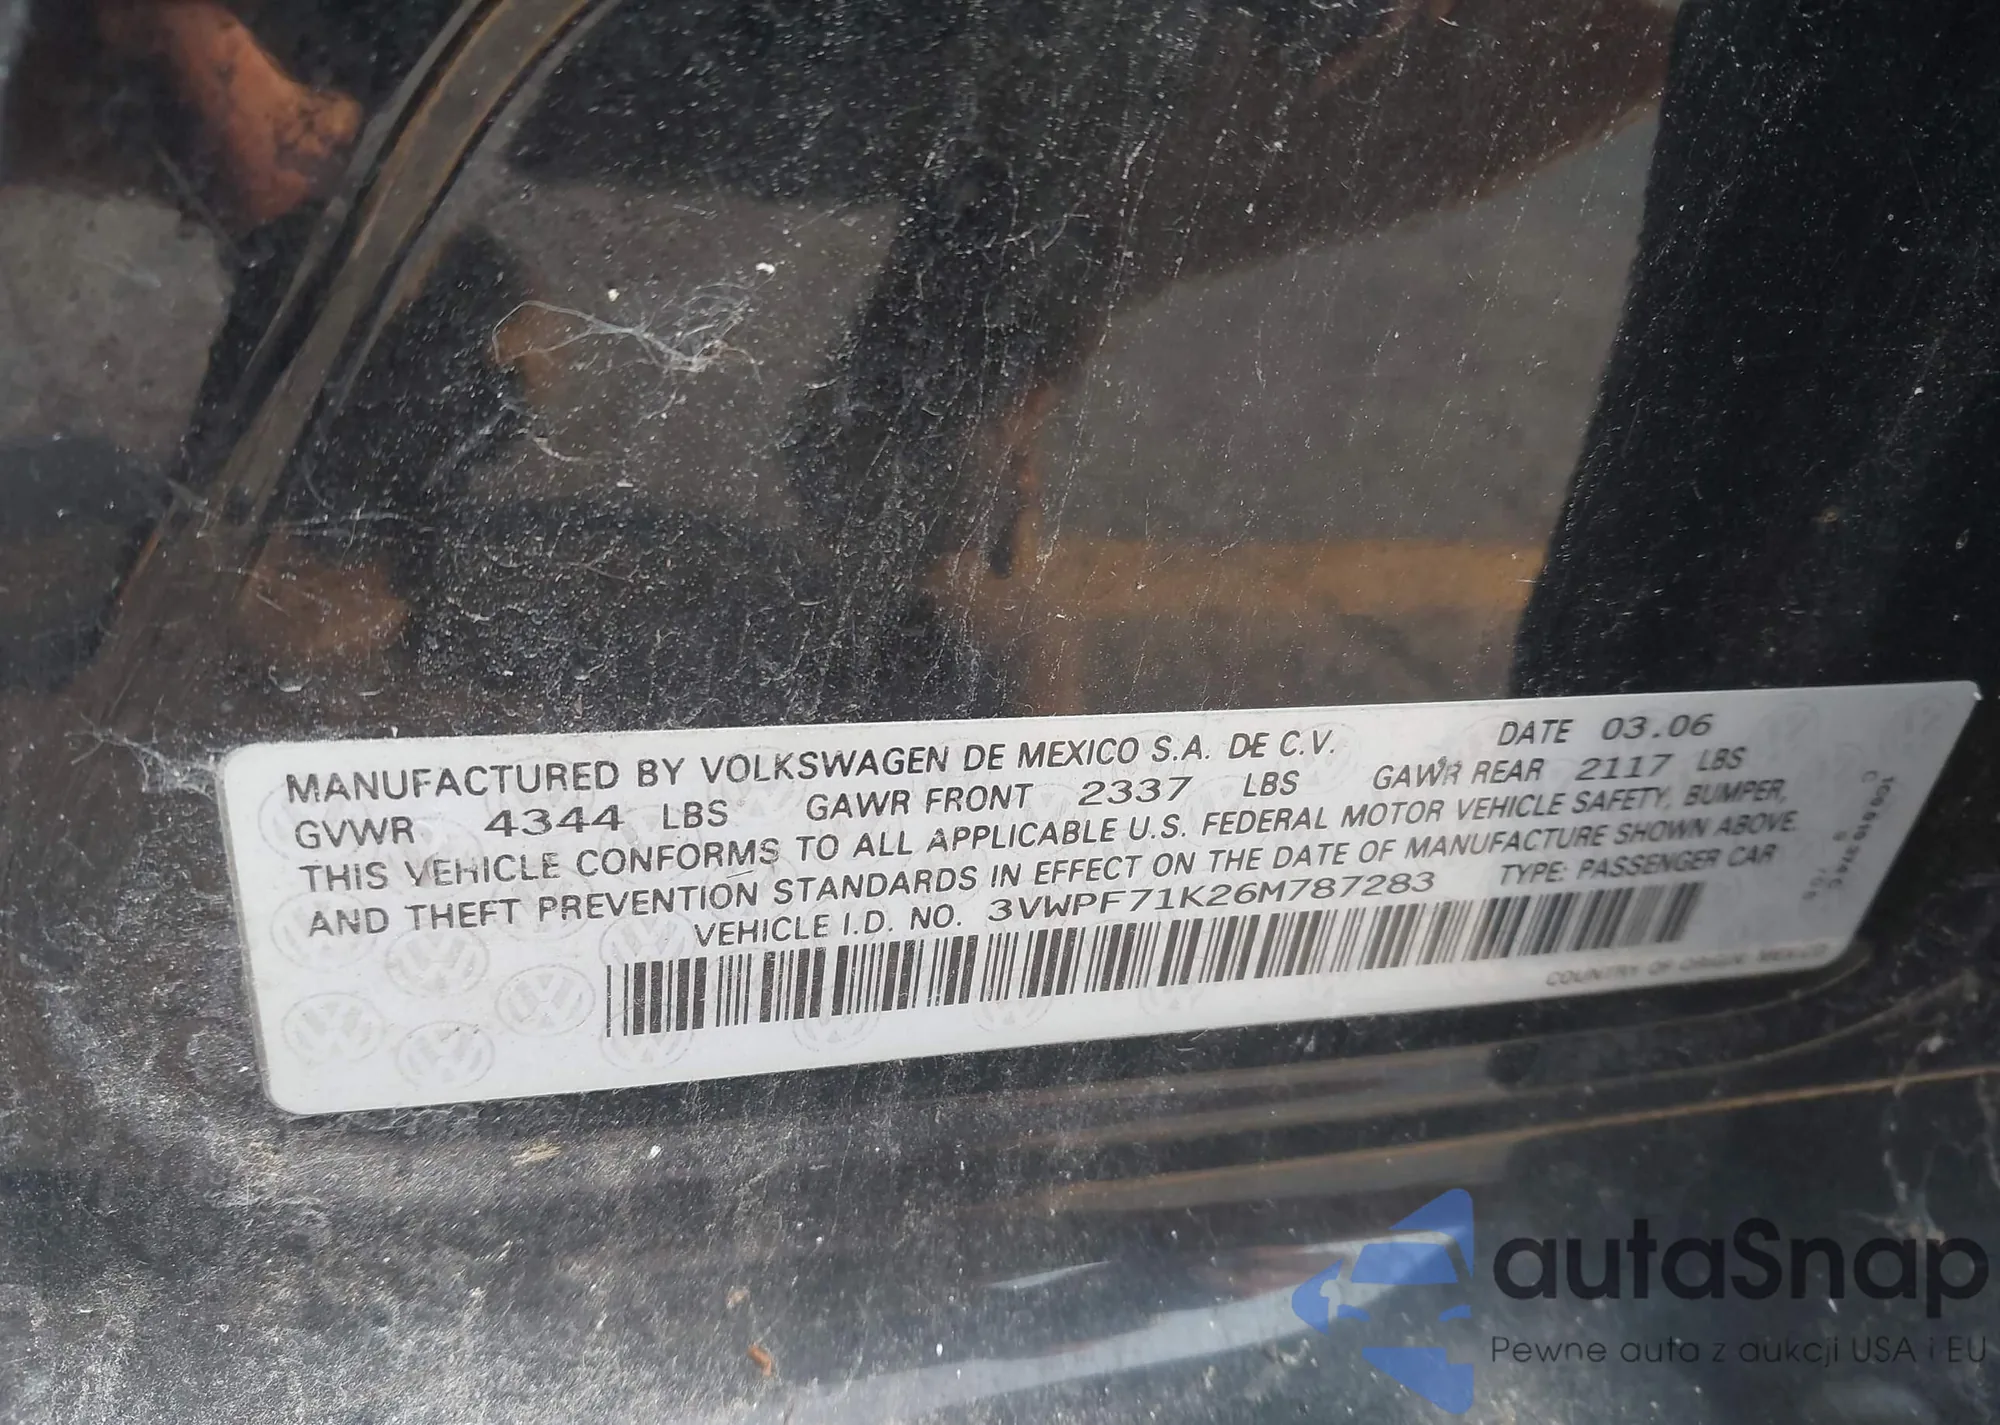 MANUFACTURED BY VOLKSWAGEN DE MEXICO S.A. DE C.V. DATE 03.06
GVWR 4344 LBS GAWR FRONT 2337 LBS GAWR REAR 2117 LBS
THIS VEHICLE CONFORMS TO ALL APPLICABLE U.S. FEDERAL MOTOR VEHICLE SAFETY, BUMPER,
AND THEFT PREVENTION STANDARDS IN EFFECT ON THE DATE OF MANUFACTURE SHOWN ABOVE.
VEHICLE I.D. NO. 3VWPF71K26M787283 TYPE: PASSENGER CAR
COUNTRY OF ORIGIN: MEXICO
autaSnap
Pewne auta z aukcji USA i EU